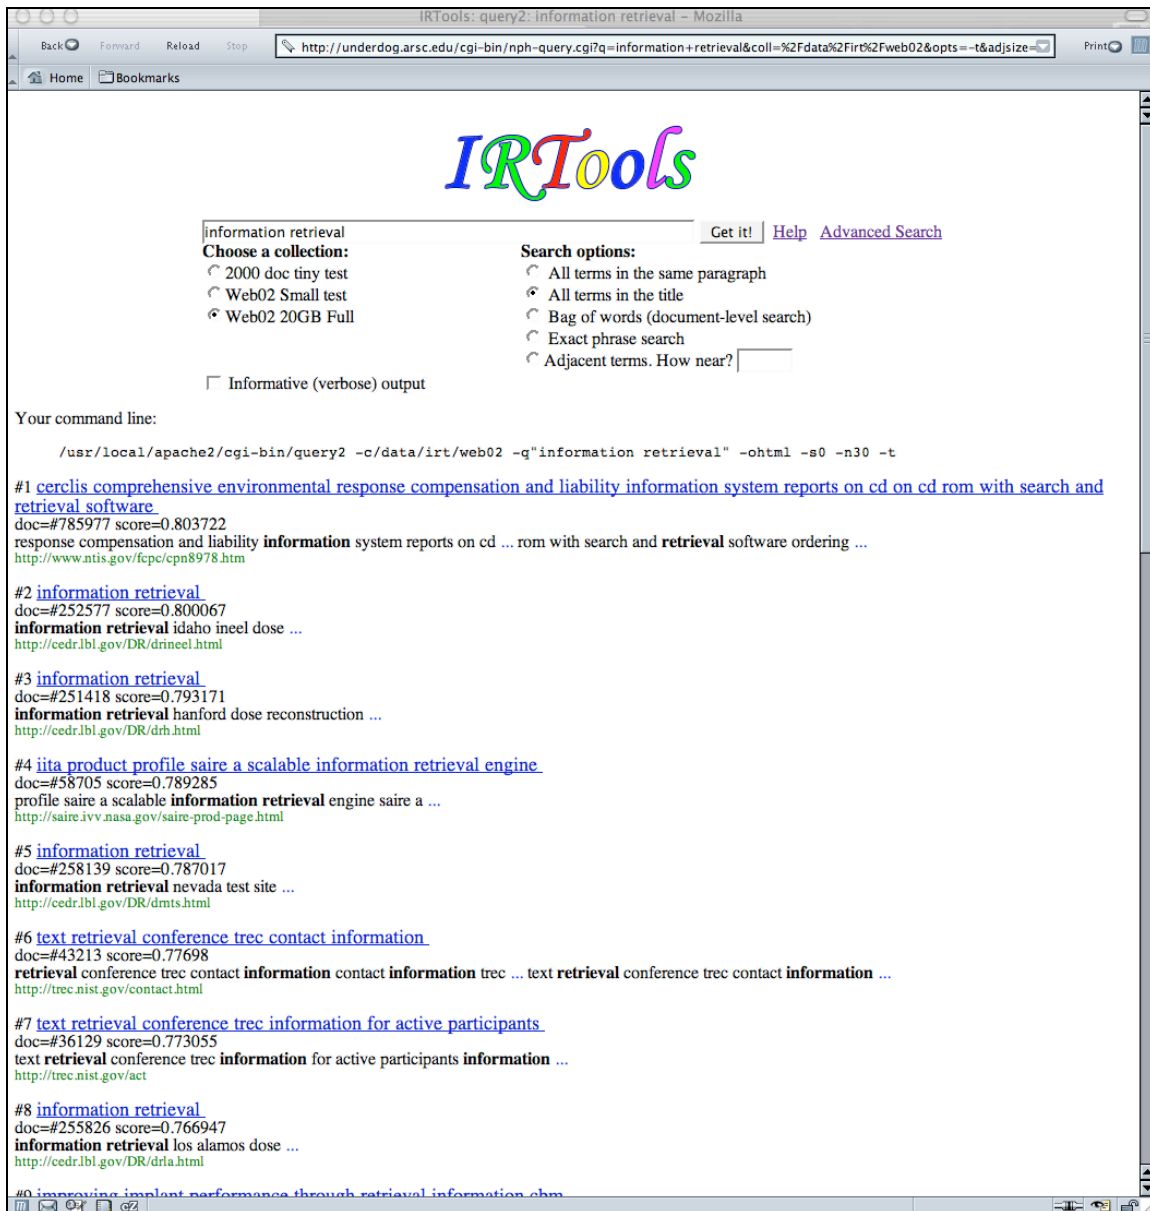 IRTools: query2: information retrieval – Mozilla
Back Forward Reload Stop http://underdog.arsc.edu/cgi-bin/nph-query.cgi?q=information+retrieval&coll=%2Fdata%2Firt%2Fweb02&opts=-t&adjsize= Print
Home Bookmarks
IRTools
information retrieval Get it! Help Advanced Search
Choose a collection: Search options:
2000 doc tiny test All terms in the same paragraph
Web02 Small test All terms in the title
Web02 20GB Full Bag of words (document-level search)
Exact phrase search
Adjacent terms. How near?
Informative (verbose) output
Your command line:
/usr/local/apache2/cgi-bin/query2 -c/data/irt/web02 -q"information retrieval" -ohtml -s0 -n30 -t
#1 cerclis comprehensive environmental response compensation and liability information system reports on cd on cd rom with search and
retrieval software
doc=#785977 score=0.803722
response compensation and liability information system reports on cd ... rom with search and retrieval software ordering ...
http://www.ntis.gov/fcpc/cpn8978.htm
#2 information retrieval
doc=#252577 score=0.800067
information retrieval idaho ineel dose ...
http://cedr.lbl.gov/DR/drineel.html
#3 information retrieval
doc=#251418 score=0.793171
information retrieval hanford dose reconstruction ...
http://cedr.lbl.gov/DR/drh.html
#4 iita product profile saire a scalable information retrieval engine
doc=#58705 score=0.789285
profile saire a scalable information retrieval engine saire a ...
http://saire.ivv.nasa.gov/saire-prod-page.html
#5 information retrieval
doc=#258139 score=0.787017
information retrieval nevada test site ...
http://cedr.lbl.gov/DR/drnts.html
#6 text retrieval conference trec contact information
doc=#43213 score=0.77698
retrieval conference trec contact information contact information trec ... text retrieval conference trec contact information ...
http://trec.nist.gov/contact.html
#7 text retrieval conference trec information for active participants
doc=#36129 score=0.773055
text retrieval conference trec information for active participants information ...
http://trec.nist.gov/act
#8 information retrieval
doc=#255826 score=0.766947
information retrieval los alamos dose ...
http://cedr.lbl.gov/DR/drla.html
#9 improving implant performance through retrieval information cbm